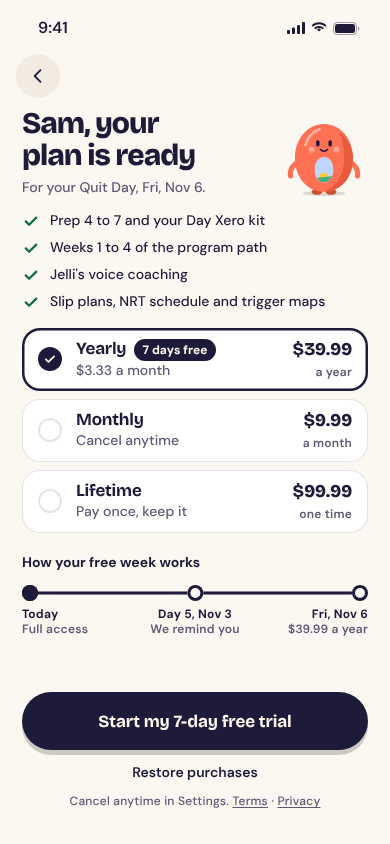 9:41
Sam, your
plan is ready
For your Quit Day, Fri, Nov 6.
Prep 4 to 7 and your Day Xero kit
Weeks 1 to 4 of the program path
Jelli's voice coaching
Slip plans, NRT schedule and trigger maps
Yearly 7 days free $39.99
$3.33 a month a year
Monthly $9.99
Cancel anytime a month
Lifetime $99.99
Pay once, keep it one time
How your free week works
Today Day 5, Nov 3 Fri, Nov 6
Full access We remind you $39.99 a year
Start my 7-day free trial
Restore purchases
Cancel anytime in Settings. Terms · Privacy